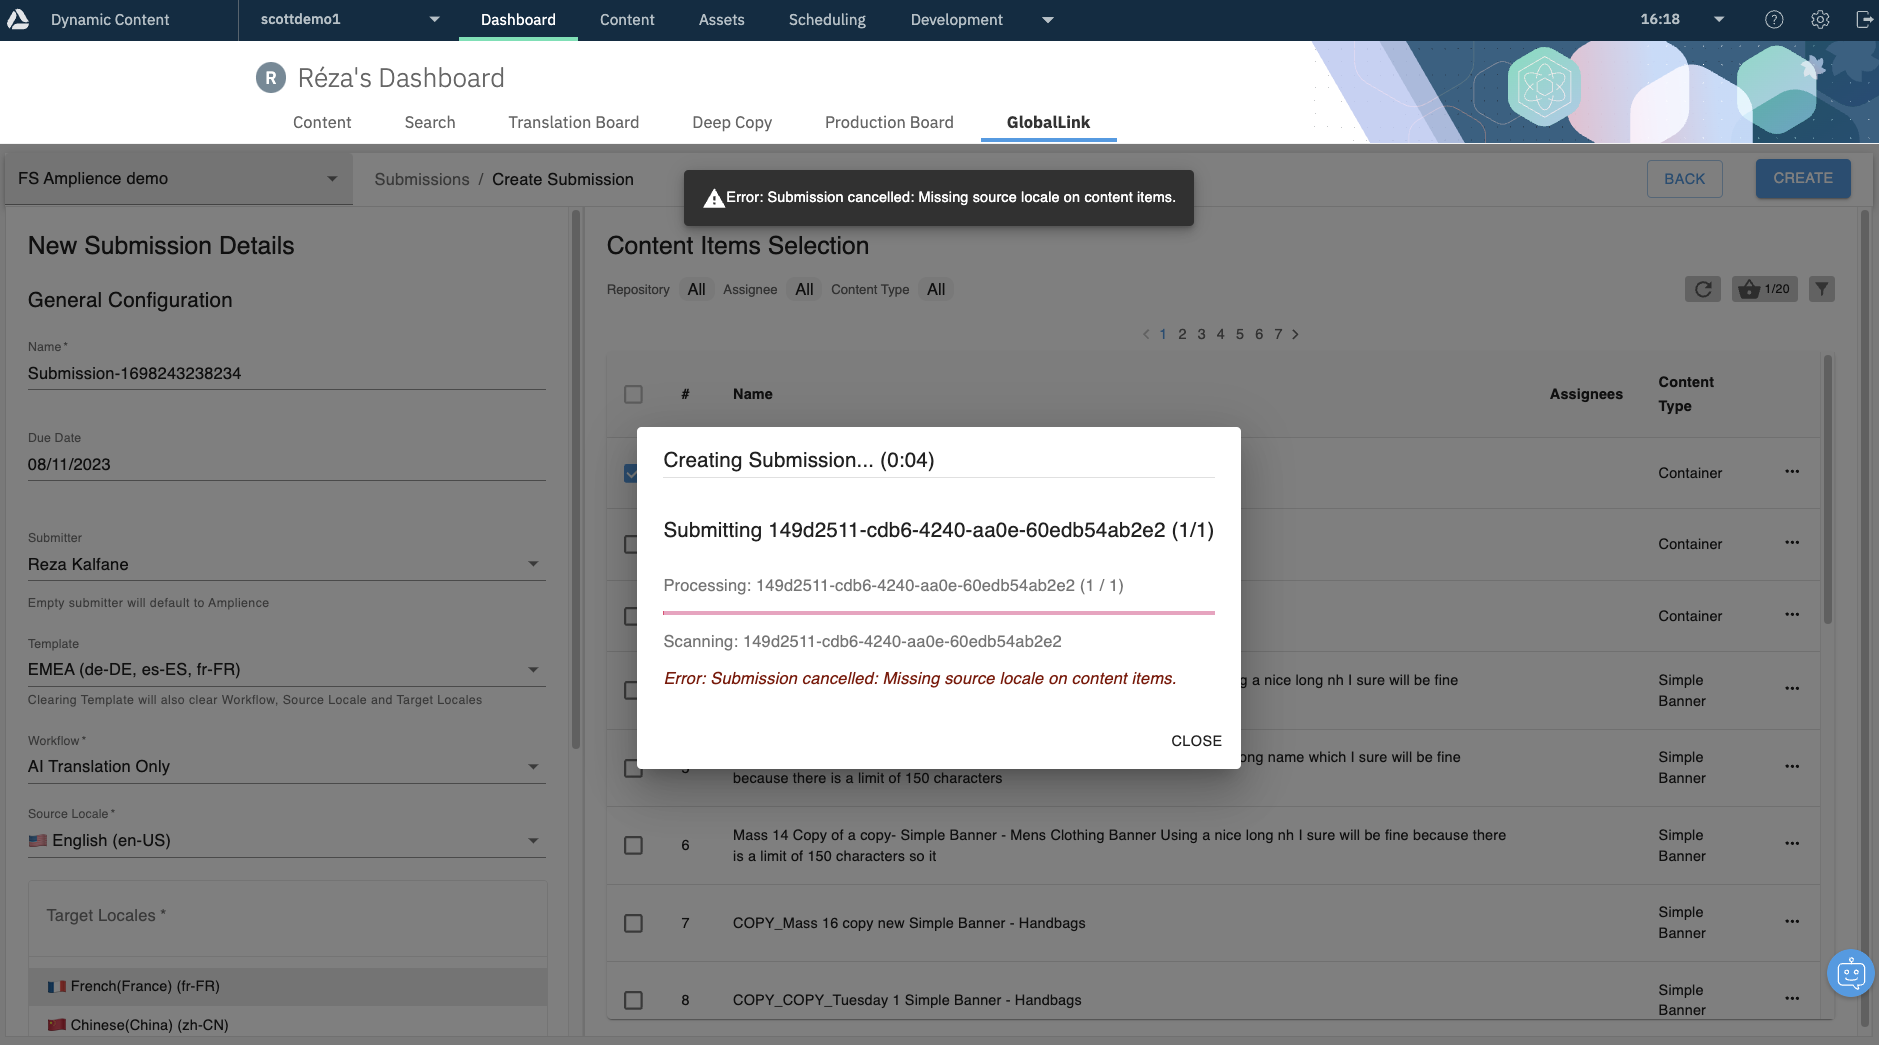 Dynamic Content
scottdemo1
Dashboard
Content
Assets
Scheduling
Development
16:18
R
Réza's Dashboard
Content
Search
Translation Board
Deep Copy
Production Board
GlobalLink
FS Amplience demo
Submissions / Create Submission
Error: Submission cancelled: Missing source locale on content items.
BACK
CREATE
New Submission Details
General Configuration
Name *
Submission-1698243238234
Due Date
08/11/2023
Submitter
Reza Kalfane
Empty submitter will default to Amplience
Template
EMEA (de-DE, es-ES, fr-FR)
Clearing Template will also clear Workflow, Source Locale and Target Locales
Workflow *
AI Translation Only
Source Locale *
English (en-US)
Target Locales *
French(France) (fr-FR)
Chinese(China) (zh-CN)
Content Items Selection
Repository All Assignee All Content Type All
1/20
< 1 2 3 4 5 6 7 >
# Name Assignees Content Type
Container
Container
Container
g a nice long nh I sure will be fine
Simple Banner
ong name which I sure will be fine
because there is a limit of 150 characters
Simple Banner
6 Mass 14 Copy of a copy- Simple Banner - Mens Clothing Banner Using a nice long nh I sure will be fine because there
is a limit of 150 characters so it
Simple Banner
7 COPY_Mass 16 copy new Simple Banner - Handbags
Simple Banner
8 COPY_COPY_Tuesday 1 Simple Banner - Handbags
Simple Banner
Creating Submission... (0:04)
Submitting 149d2511-cdb6-4240-aa0e-60edb54ab2e2 (1/1)
Processing: 149d2511-cdb6-4240-aa0e-60edb54ab2e2 (1 / 1)
Scanning: 149d2511-cdb6-4240-aa0e-60edb54ab2e2
Error: Submission cancelled: Missing source locale on content items.
CLOSE